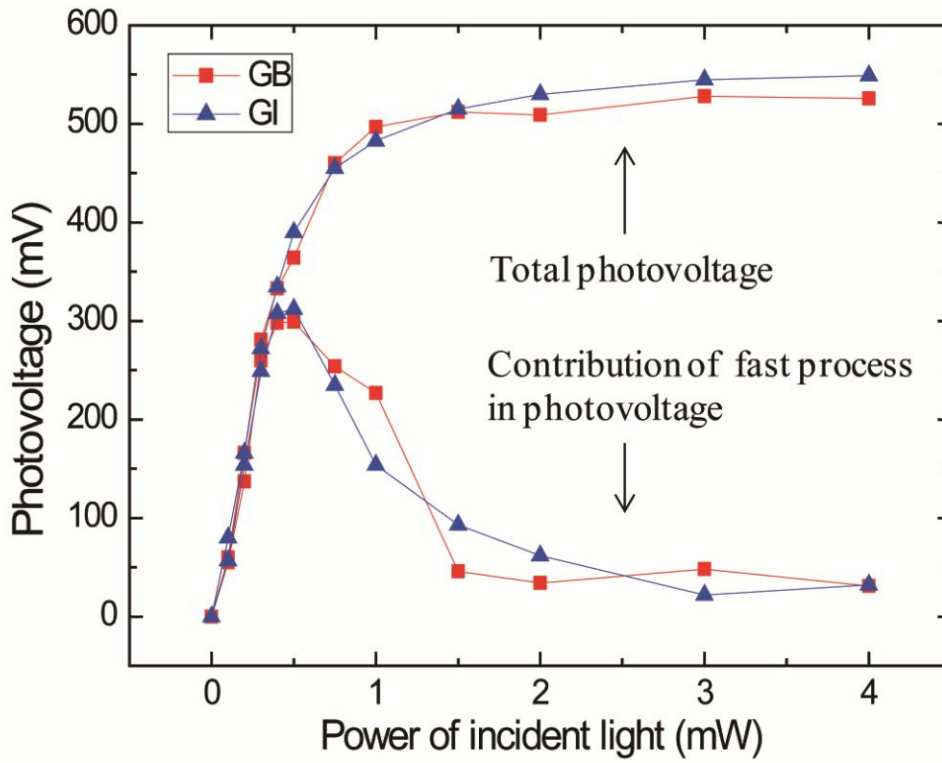 600
500
400
300
200
100
0
Photovoltage (mV)
GB
GI
Total photovoltage
Contribution of fast process
in photovoltage
0 1 2 3 4
Power of incident light (mW)